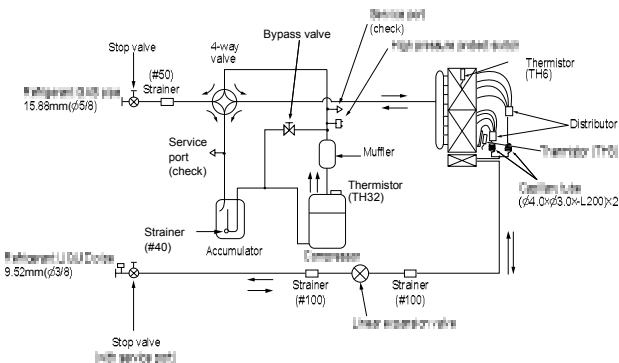 Stop valve
4-way
valve
Bypass valve
Service
port
(check)
High pressure protect switch
Thermistor
(TH6)
(#50)
Strainer
Refrigerant GAS pipe
15.88mm(ϕ5/8)
Distributor
Service
port
(check)
Muffler
Thermistor (TH5)
Thermistor
(TH32)
Capillary tube
(ϕ4.0×ϕ3.0×-L200)×2
Strainer
(#40)
Accumulator
Compressor
Refrigerant LIQUID pipe
9.52mm(ϕ3/8)
Strainer
(#100)
Strainer
(#100)
Linear expansion valve
Stop valve
(with service port)